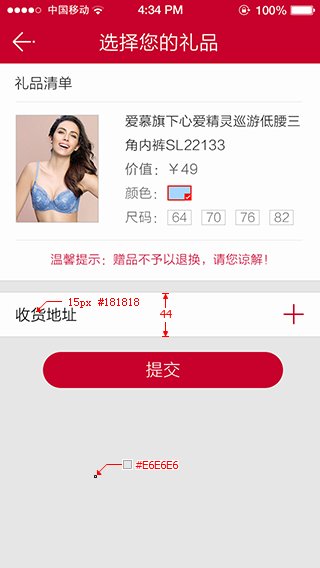 中国移动 4:34 PM 100%
选择您的礼品
礼品清单
爱慕旗下心爱精灵巡游低腰三
角内裤SL22133
价值：￥49
颜色：
尺码： 64 70 76 82
温馨提示：赠品不予以退换，请您谅解！
15px #181818
收货地址
44
提交
#E6E6E6